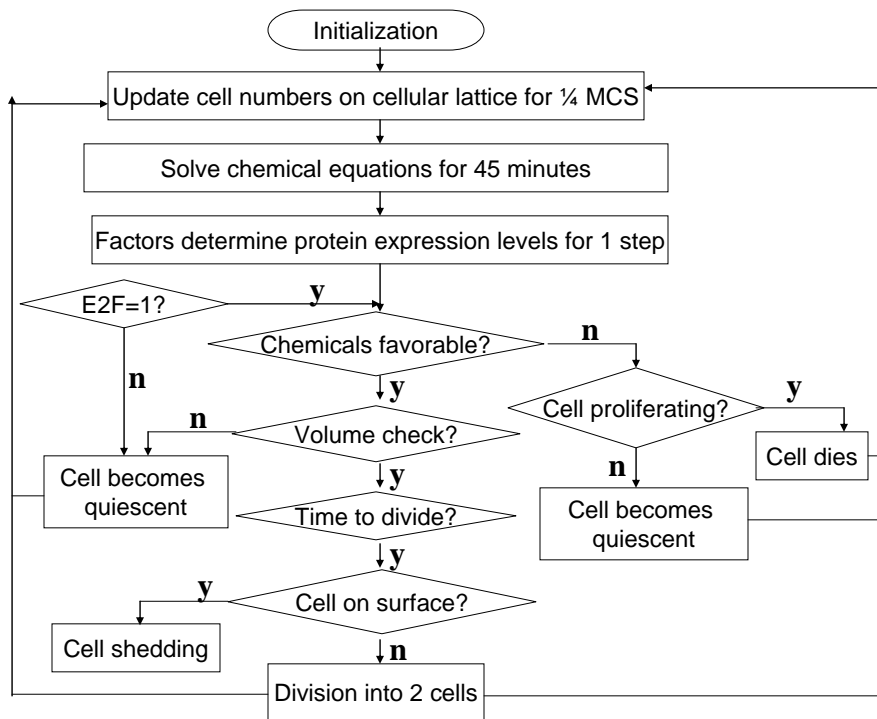 Initialization
Update cell numbers on cellular lattice for ¼ MCS
Solve chemical equations for 45 minutes
Factors determine protein expression levels for 1 step
E2F=1?
y
Chemicals favorable?
n
n
y
Cell proliferating?
y
n
Volume check?
Cell dies
Cell becomes
quiescent
y
n
Time to divide?
Cell becomes
quiescent
y
y
Cell on surface?
Cell shedding
n
Division into 2 cells